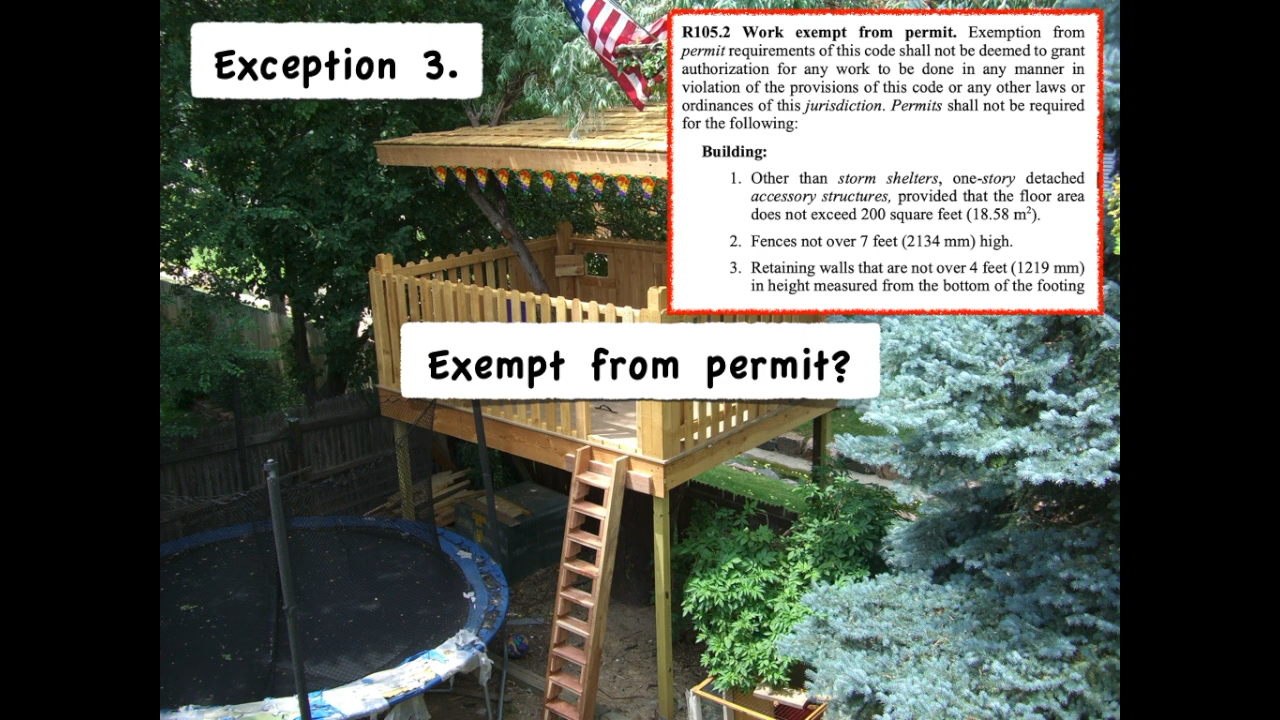 Exception 3.
R105.2 Work exempt from permit. Exemption from
permit requirements of this code shall not be deemed to grant
authorization for any work to be done in any manner in
violation of the provisions of this code or any other laws or
ordinances of this jurisdiction. Permits shall not be required
for the following:
Building:
1. Other than storm shelters, one-story detached
accessory structures, provided that the floor area
does not exceed 200 square feet (18.58 m²).
2. Fences not over 7 feet (2134 mm) high.
3. Retaining walls that are not over 4 feet (1219 mm)
in height measured from the bottom of the footing
Exempt from permit?